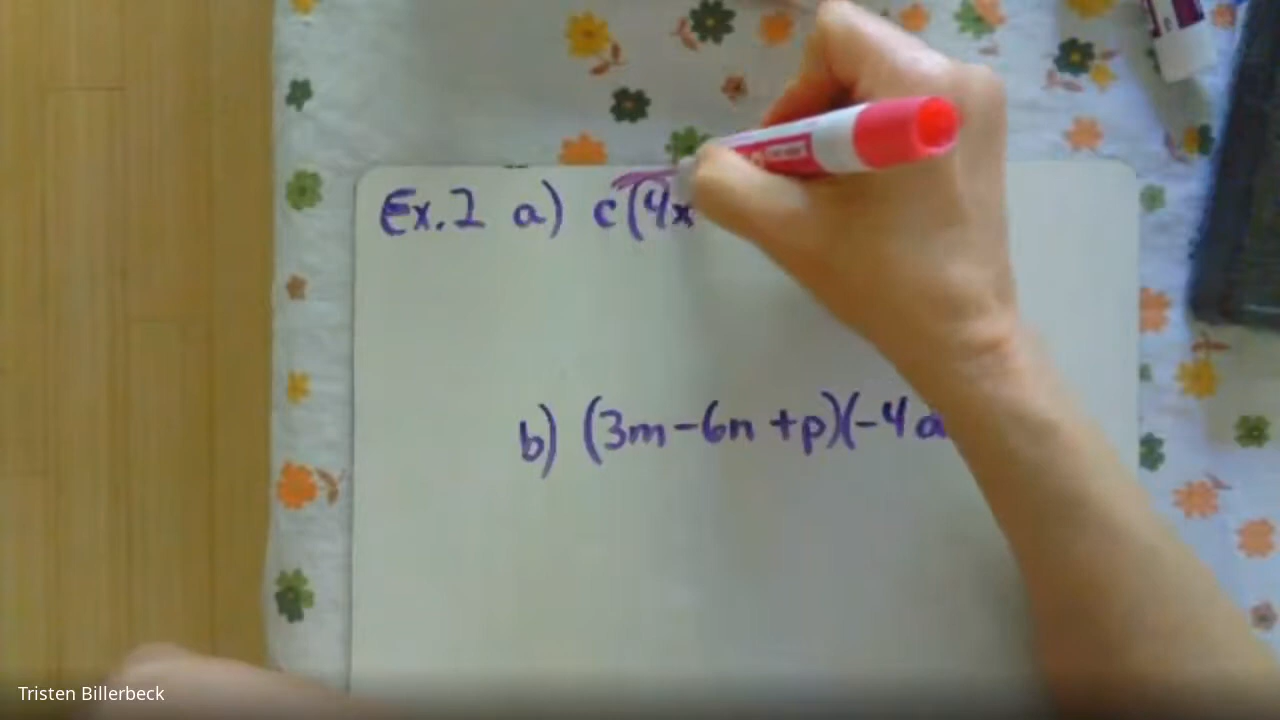 Ex.2 a) c(4x
b) (3m-6n+p)(-4a
Tristen Billerbeck